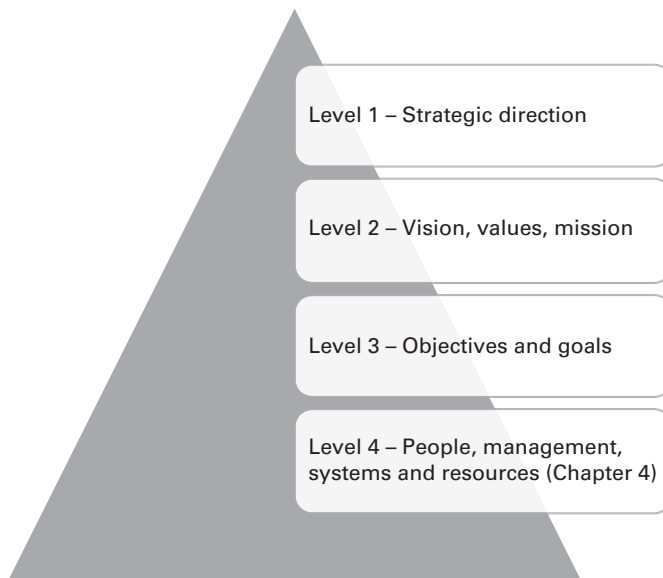 Level 1 – Strategic direction
Level 2 – Vision, values, mission
Level 3 – Objectives and goals
Level 4 – People, management,
systems and resources (Chapter 4)